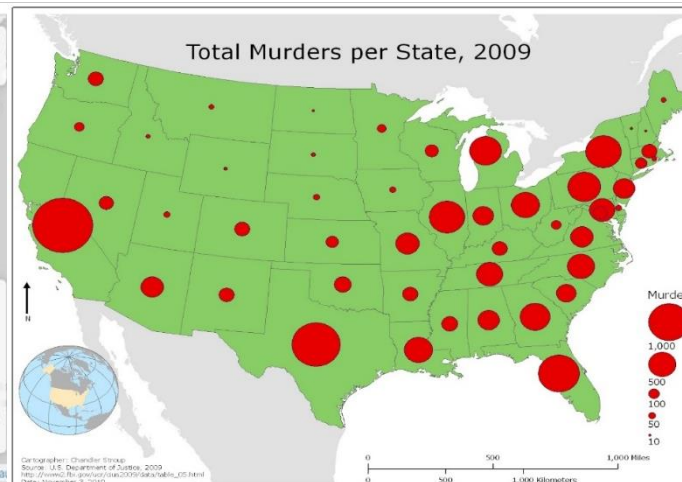 Total Murders per State, 2009
N
Murde
1,000
500
100
50
10
Cartographer: Chandler Stroup
Source: U.S. Department of Justice, 2009
0 500 1,000 Miles
0 500 1,000 Kilometers